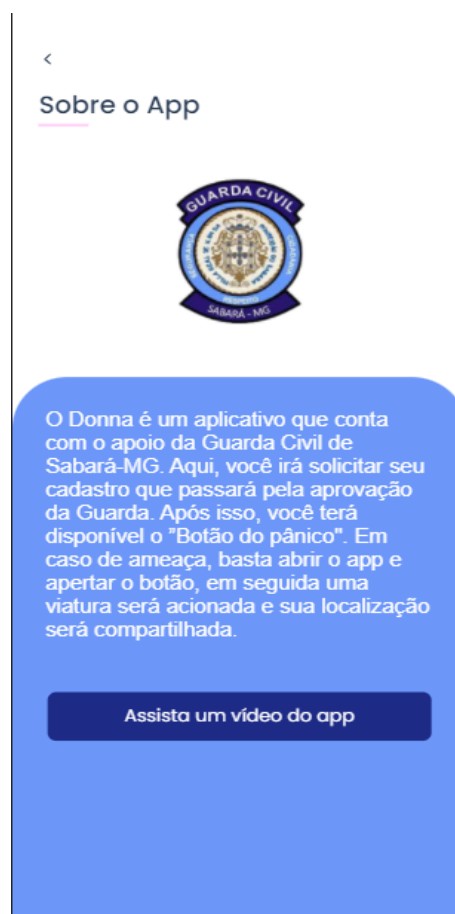 <
Sobre o App
GUARDA CIVIL
SEGURANÇA
CIDADANIA
RESPEITO
SABARÁ - MG
O Donna é um aplicativo que conta
com o apoio da Guarda Civil de
Sabará-MG. Aqui, você irá solicitar seu
cadastro que passará pela aprovação
da Guarda. Após isso, você terá
disponível o "Botão do pânico". Em
caso de ameaça, basta abrir o app e
apertar o botão, em seguida uma
viatura será acionada e sua localização
será compartilhada.
Assista um vídeo do app